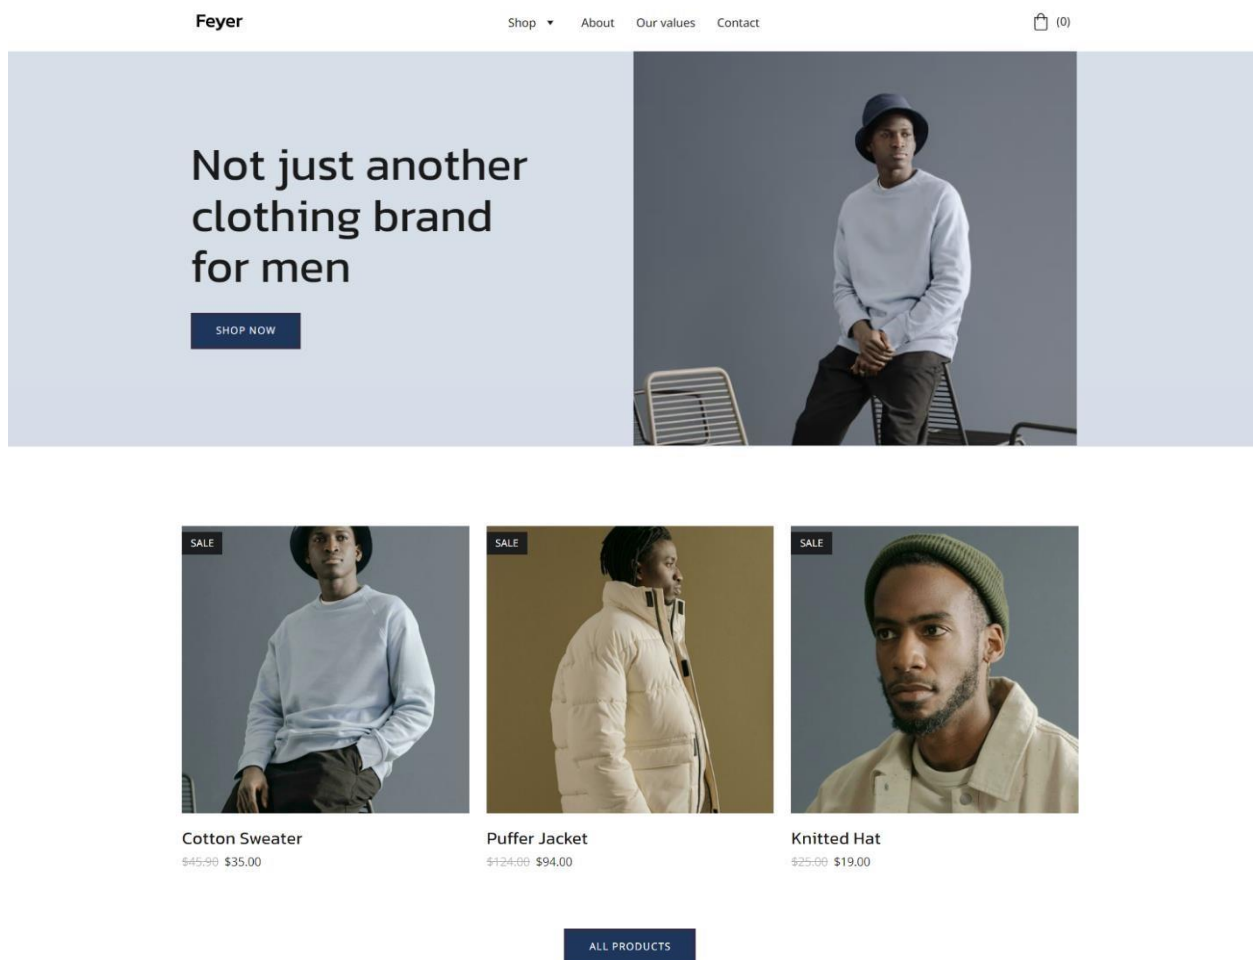 Feyer
Shop ▼ About Our values Contact
(0)
Not just another
clothing brand
for men
SHOP NOW
SALE
SALE
SALE
Cotton Sweater
$45.90 $35.00
Puffer Jacket
$124.00 $94.00
Knitted Hat
$25.00 $19.00
ALL PRODUCTS